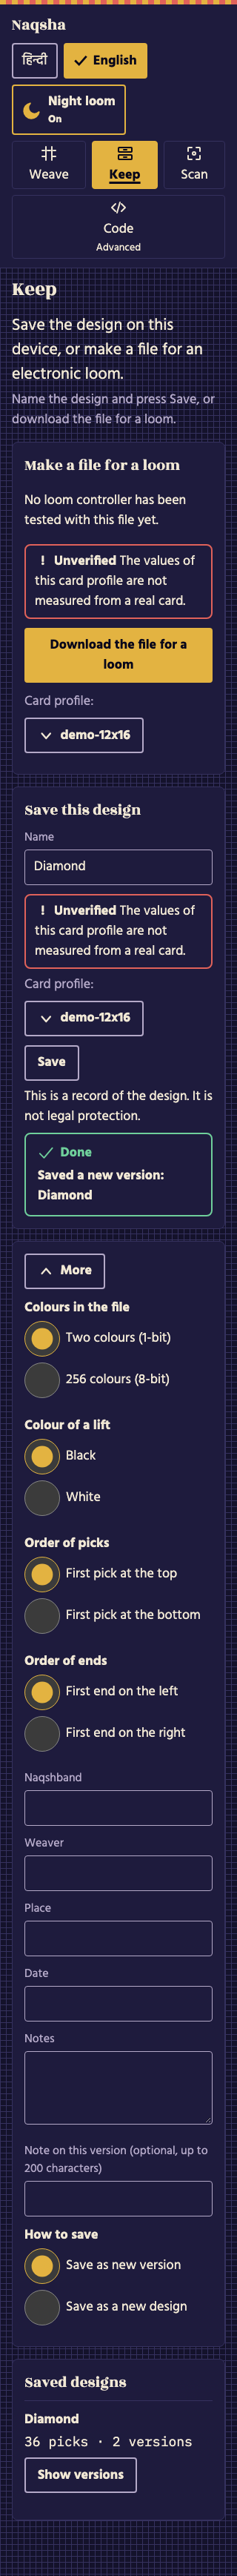 Naqsha
हिन्दी
English
Night loom
On
Weave
Keep
Scan
Code
Advanced
Keep
Save the design on this
device, or make a file for an
electronic loom.
Name the design and press Save, or
download the file for a loom.
Make a file for a loom
No loom controller has been
tested with this file yet.
! Unverified The values of
this card profile are not
measured from a real card.
Download the file for a
loom
Card profile:
demo-12x16
Save this design
Name
Diamond
! Unverified The values of
this card profile are not
measured from a real card.
Card profile:
demo-12x16
Save
This is a record of the design. It is
not legal protection.
Done
Saved a new version:
Diamond
More
Colours in the file
Two colours (1-bit)
256 colours (8-bit)
Colour of a lift
Black
White
Order of picks
First pick at the top
First pick at the bottom
Order of ends
First end on the left
First end on the right
Naqshband
Weaver
Place
Date
Notes
Note on this version (optional, up to
200 characters)
How to save
Save as new version
Save as a new design
Saved designs
Diamond
36 picks · 2 versions
Show versions